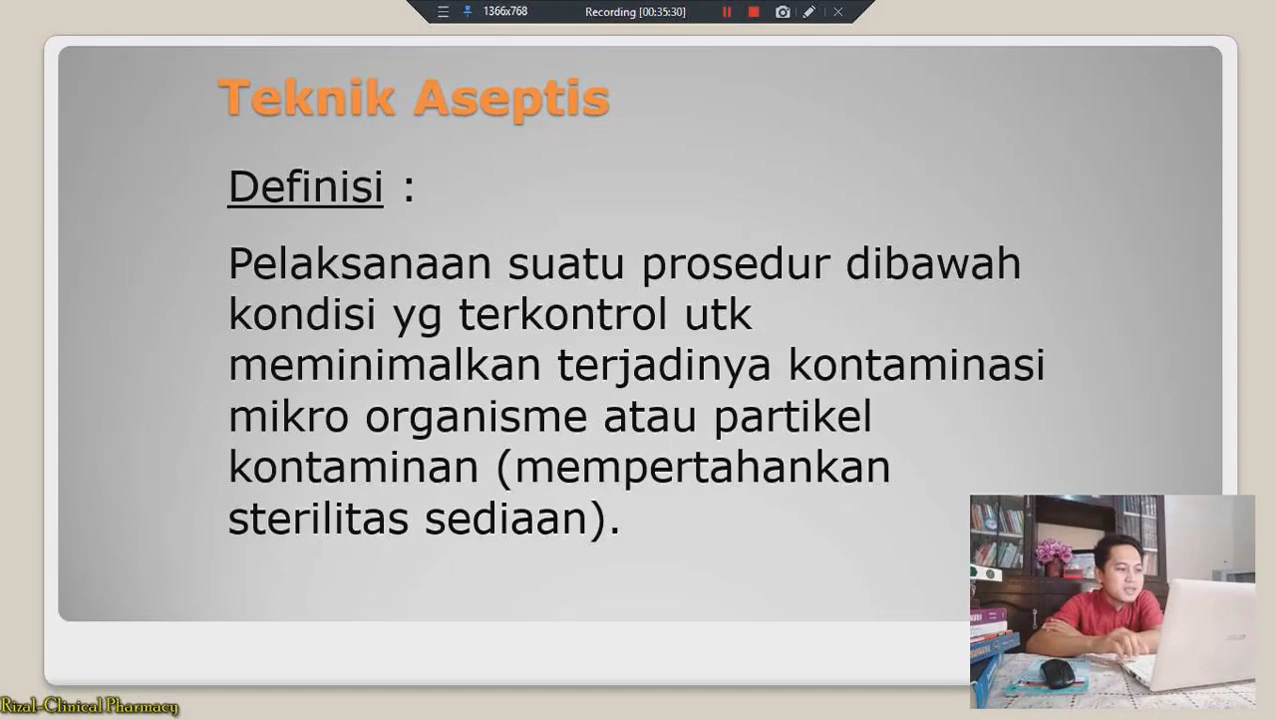 1366x768
Recording [00:35:30]
Teknik Aseptis
Definisi :
Pelaksanaan suatu prosedur dibawah
kondisi yg terkontrol utk
meminimalkan terjadinya kontaminasi
mikro organisme atau partikel
kontaminan (mempertahankan
sterilitas sediaan).
Rizal-Clinical Pharmacy